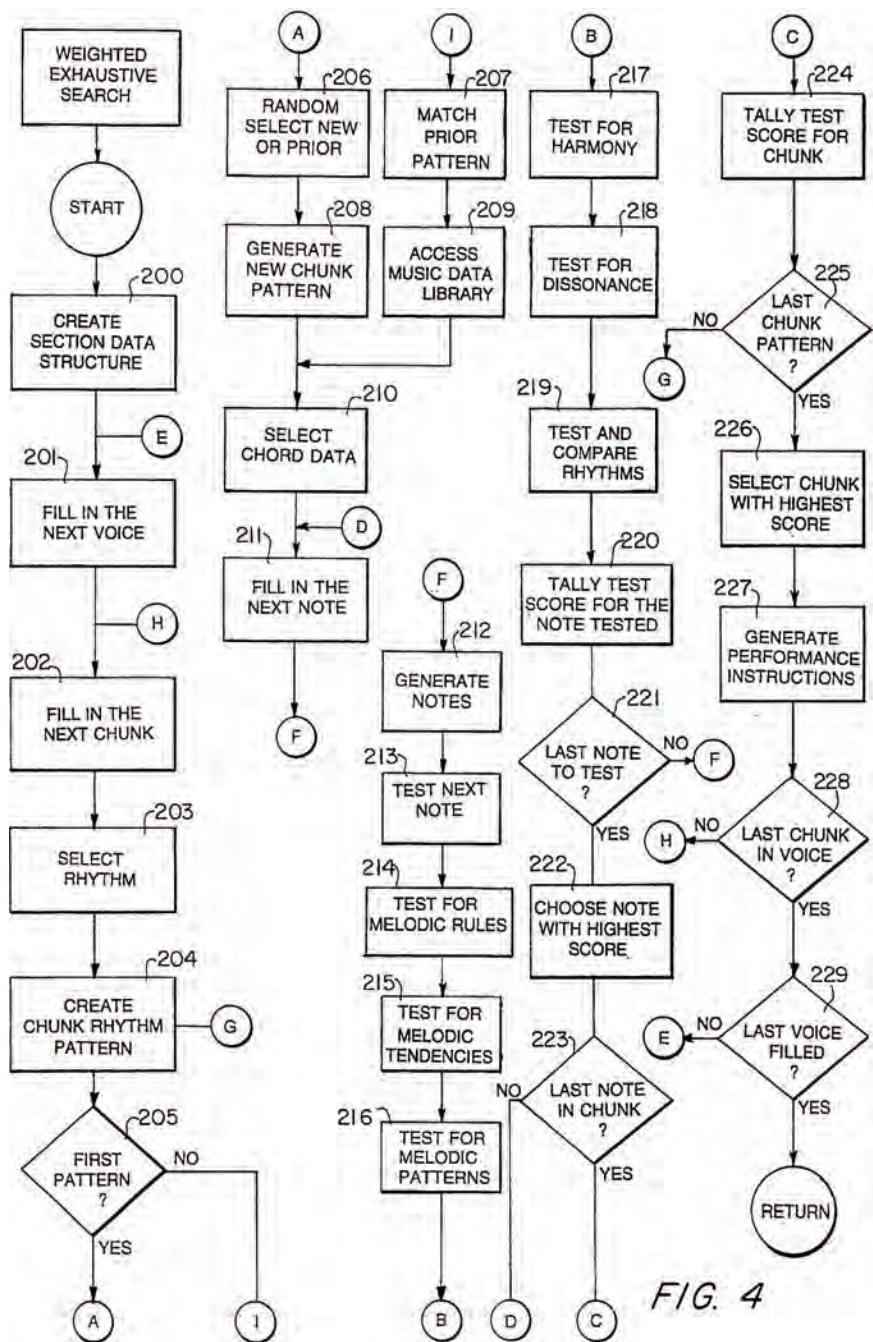 WEIGHTED
EXHAUSTIVE
SEARCH
START
200
CREATE
SECTION DATA
STRUCTURE
E
201
FILL IN THE
NEXT VOICE
H
202
FILL IN THE
NEXT CHUNK
203
SELECT
RHYTHM
204
CREATE
CHUNK RHYTHM
PATTERN
G
205
FIRST
PATTERN
?
NO
YES
A
I
A
206
RANDOM
SELECT NEW
OR PRIOR
I
207
MATCH
PRIOR
PATTERN
208
GENERATE
NEW CHUNK
PATTERN
209
ACCESS
MUSIC DATA
LIBRARY
210
SELECT
CHORD DATA
D
211
FILL IN THE
NEXT NOTE
F
F
212
GENERATE
NOTES
213
TEST NEXT
NOTE
214
TEST FOR
MELODIC RULES
215
TEST FOR
MELODIC
TENDENCIES
216
TEST FOR
MELODIC
PATTERNS
B
B
217
TEST FOR
HARMONY
218
TEST FOR
DISSONANCE
219
TEST AND
COMPARE
RHYTHMS
220
TALLY TEST
SCORE FOR THE
NOTE TESTED
221
LAST NOTE
TO TEST
?
NO
F
YES
222
CHOOSE NOTE
WITH HIGHEST
SCORE
223
LAST NOTE
IN CHUNK
?
NO
YES
D
C
C
224
TALLY TEST
SCORE FOR
CHUNK
225
LAST
CHUNK
PATTERN
?
NO
G
YES
226
SELECT CHUNK
WITH HIGHEST
SCORE
227
GENERATE
PERFORMANCE
INSTRUCTIONS
228
LAST CHUNK
IN VOICE
?
NO
H
YES
229
LAST VOICE
FILLED
?
NO
E
YES
RETURN
FIG. 4